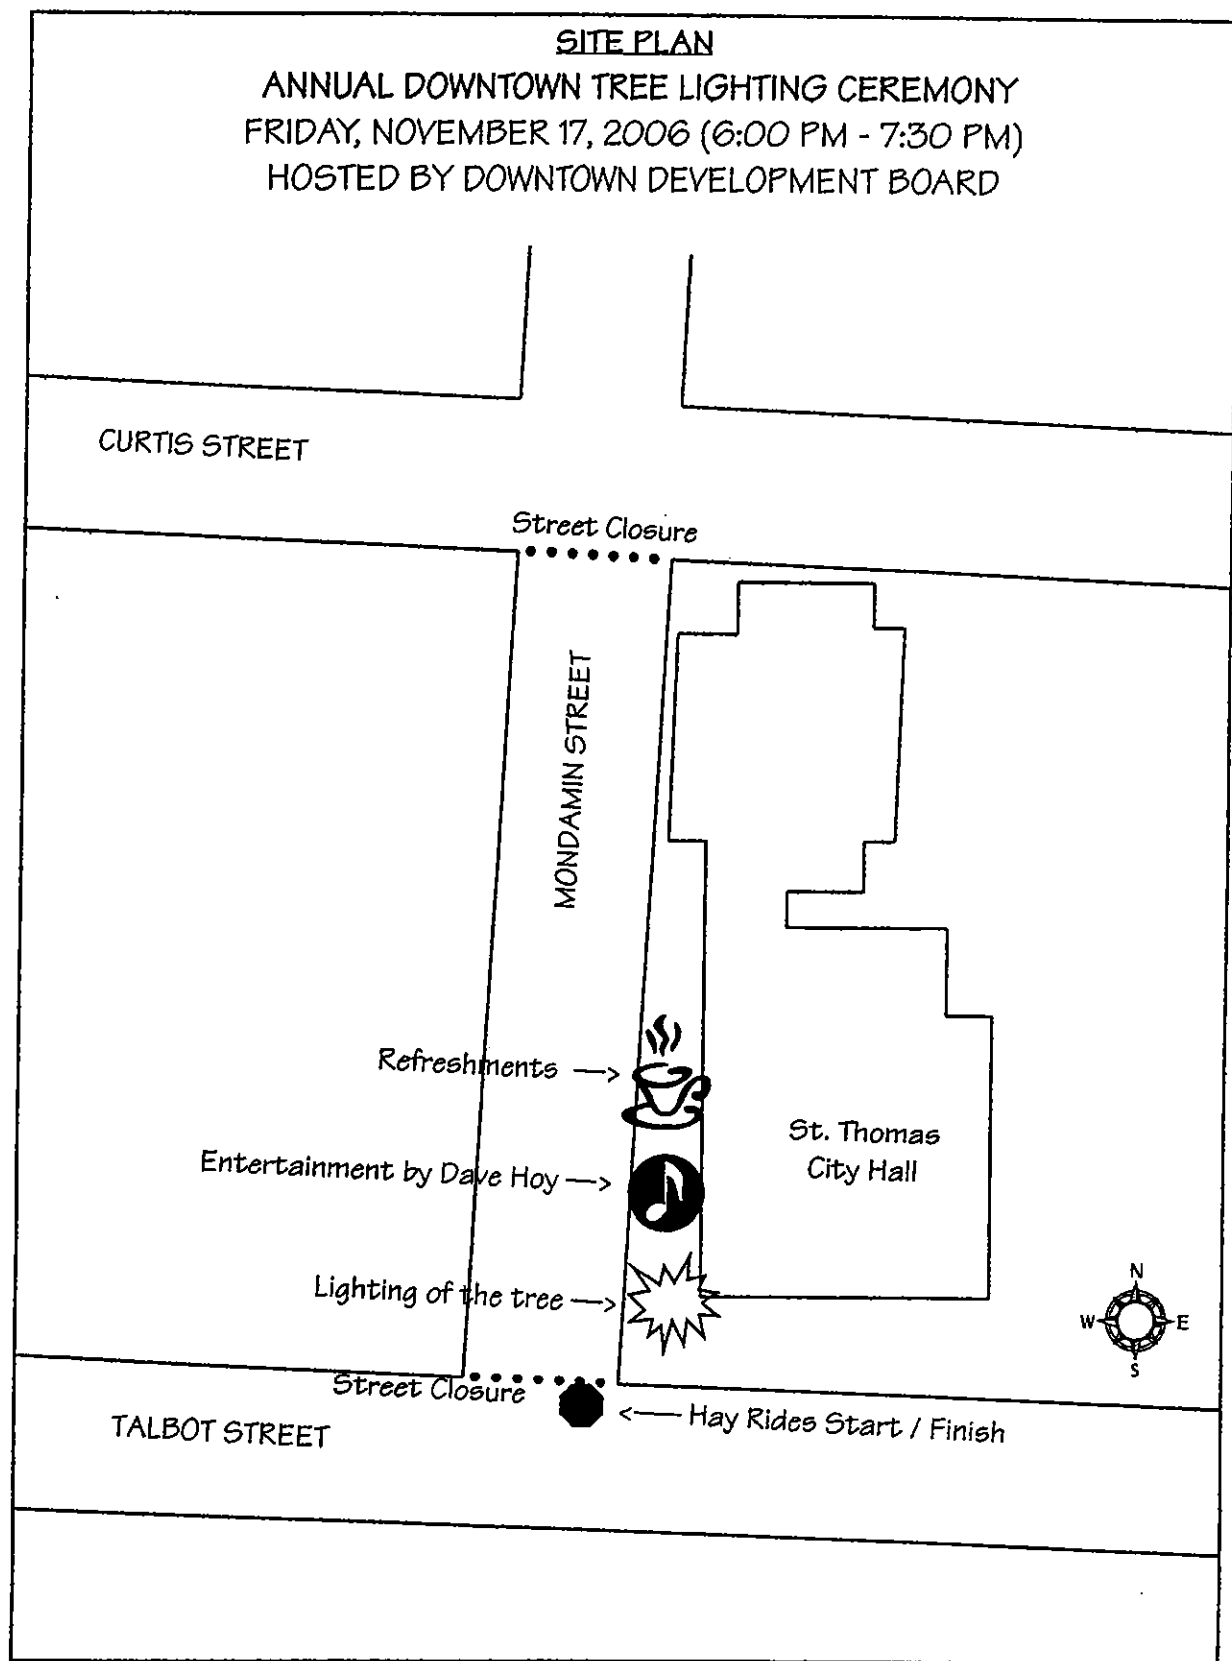 SITE PLAN
ANNUAL DOWNTOWN TREE LIGHTING CEREMONY
FRIDAY, NOVEMBER 17, 2006 (6:00 PM - 7:30 PM)
HOSTED BY DOWNTOWN DEVELOPMENT BOARD
CURTIS STREET
Street Closure
MONDAMIN STREET
Refreshments
Entertainment by Dave Hoy
St. Thomas
City Hall
Lighting of the tree
N
W E
S
Street Closure
Hay Rides Start / Finish
TALBOT STREET